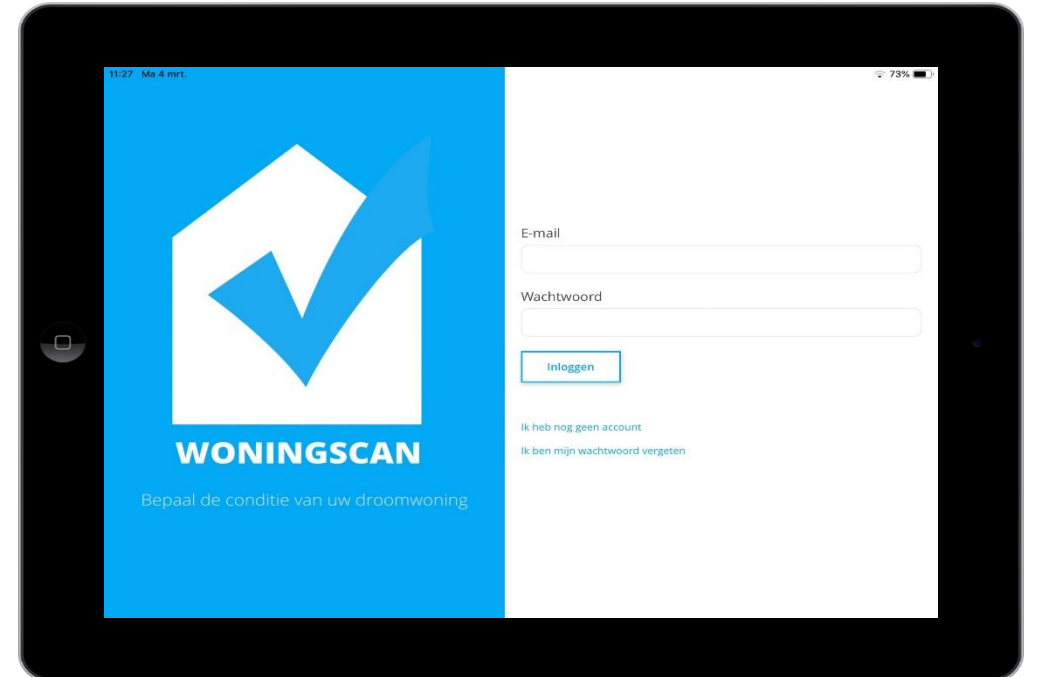 11:27 Ma 4 mrt.
73%
WONINGSCAN
Bepaal de conditie van uw droomwoning
E-mail
Wachtwoord
Inloggen
Ik heb nog geen account
Ik ben mijn wachtwoord vergeten